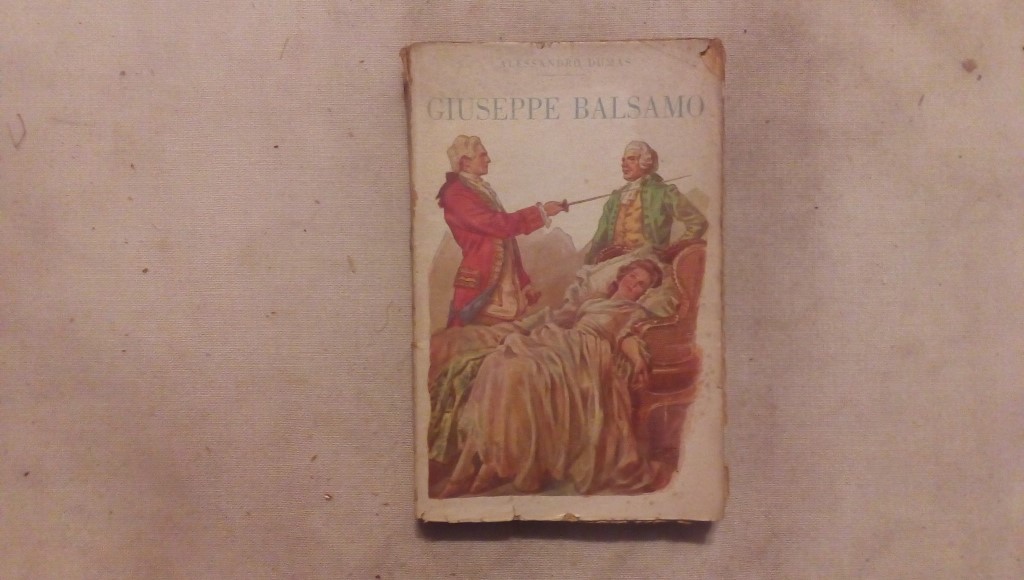 ALESSANDRO DUMAS
GIUSEPPE BALSAMO